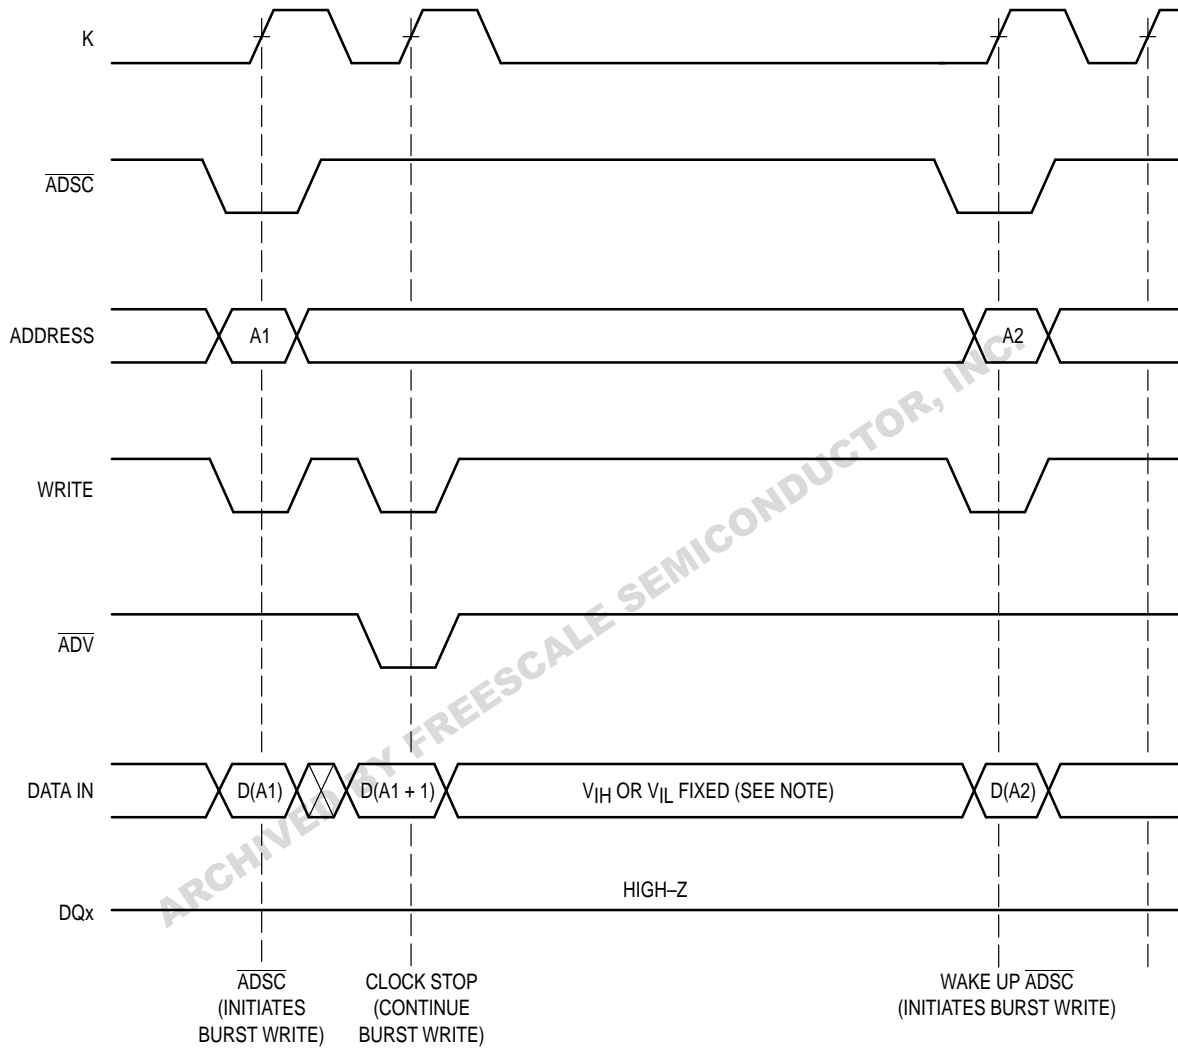 K
ADSC
ADDRESS
A1
A2
WRITE
ADV
DATA IN
D(A1)
D(A1 + 1)
VIH OR VIL FIXED (SEE NOTE)
D(A2)
DQx
HIGH–Z
ADSC
(INITIATES
BURST WRITE)
CLOCK STOP
(CONTINUE
BURST WRITE)
WAKE UP ADSC
(INITIATES BURST WRITE)
ARCHIVED BY FREESCALE SEMICONDUCTOR, INC.